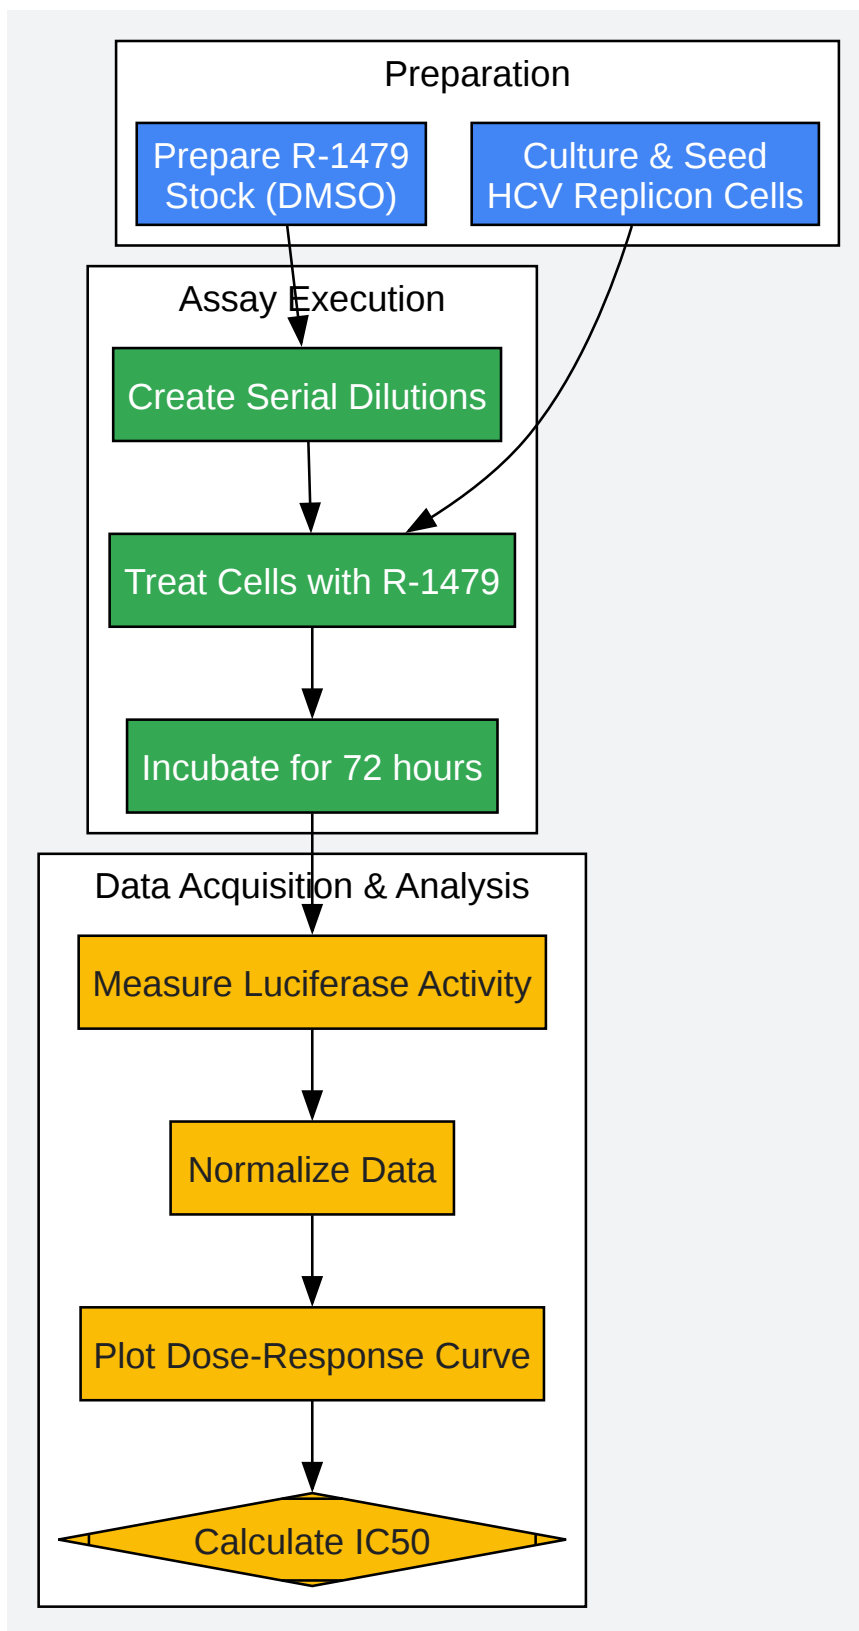 Preparation
Prepare R-1479
Stock (DMSO)
Culture & Seed
HCV Replicon Cells
Assay Execution
Create Serial Dilutions
Treat Cells with R-1479
Incubate for 72 hours
Data Acquisition & Analysis
Measure Luciferase Activity
Normalize Data
Plot Dose-Response Curve
Calculate IC50